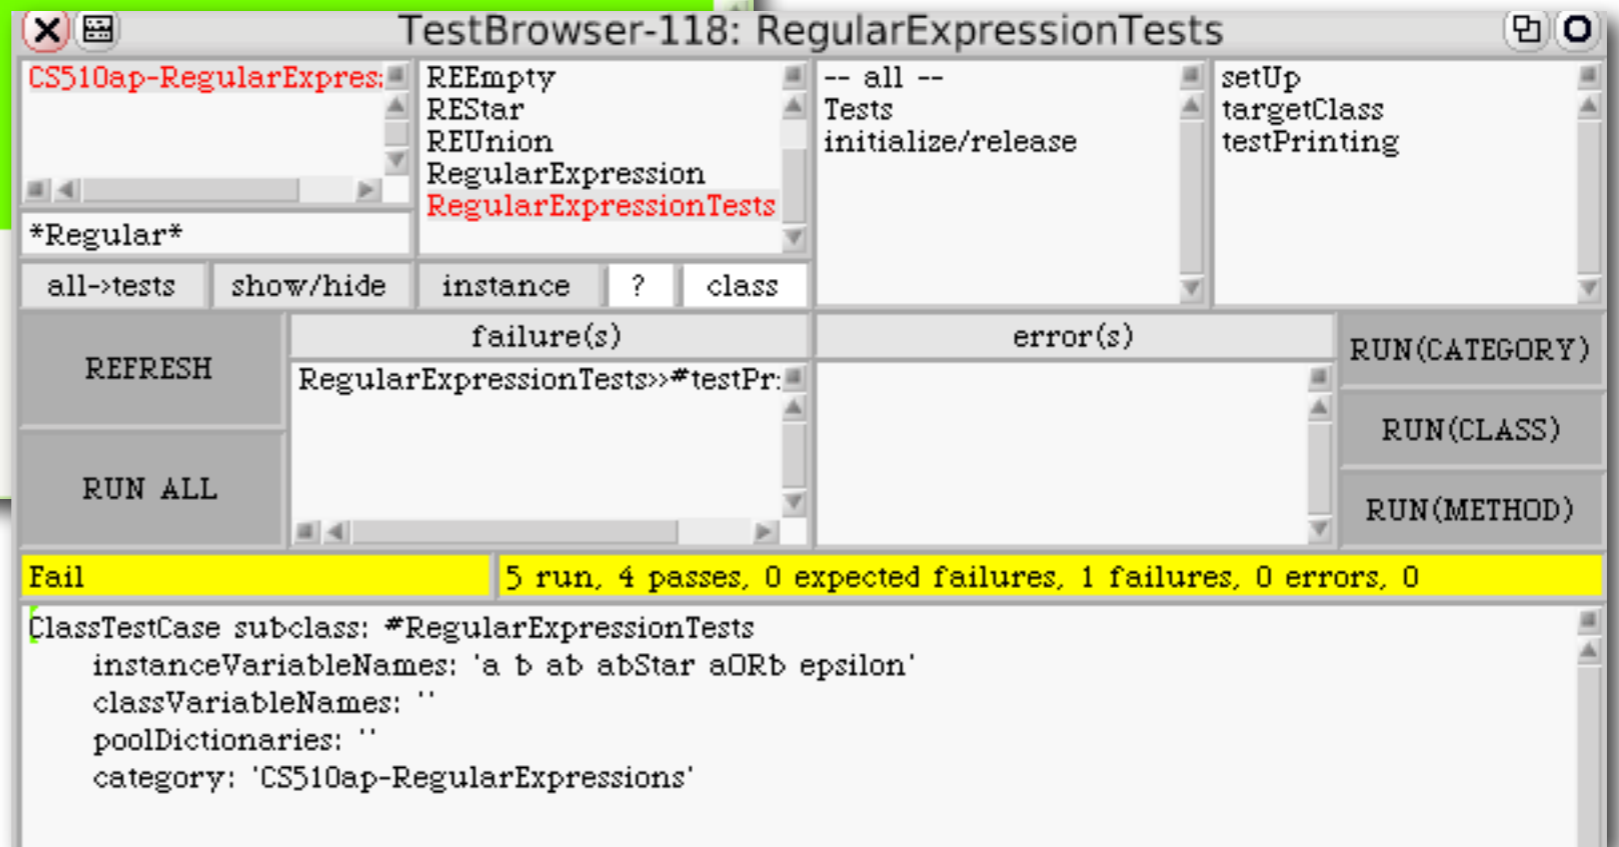 TestBrowser-118: RegularExpressionTests
CS510ap-RegularExpres
*Regular*
REEmpty
REStar
REUnion
RegularExpression
RegularExpressionTests
-- all --
Tests
initialize/release
setUp
targetClass
testPrinting
all->tests
show/hide
instance
?
class
REFRESH
RUN ALL
failure(s)
RegularExpressionTests>>#testPr
error(s)
RUN(CATEGORY)
RUN(CLASS)
RUN(METHOD)
Fail
5 run, 4 passes, 0 expected failures, 1 failures, 0 errors, 0
ClassTestCase subclass: #RegularExpressionTests
instanceVariableNames: 'a b ab abStar aORb epsilon'
classVariableNames: ''
poolDictionaries: ''
category: 'CS510ap-RegularExpressions'